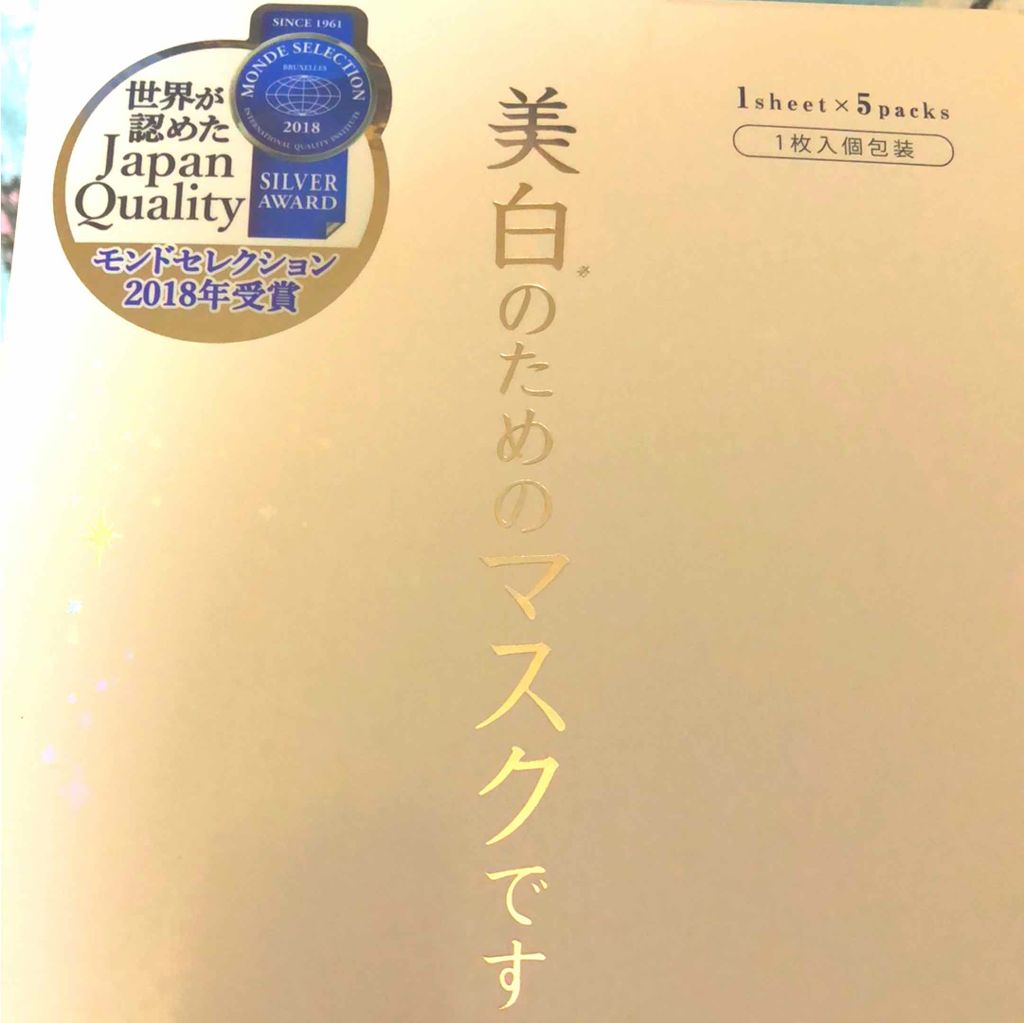 SINCE 1961
MONDE SELECTION
BRUXELLES
2018
INTERNATIONAL QUALITY INSTITUTE
SILVER
AWARD
世界が
認めた
Japan
Quality
モンドセレクション
2018年受賞
美白のためのマスクです
1sheet×5packs
1枚入個包装